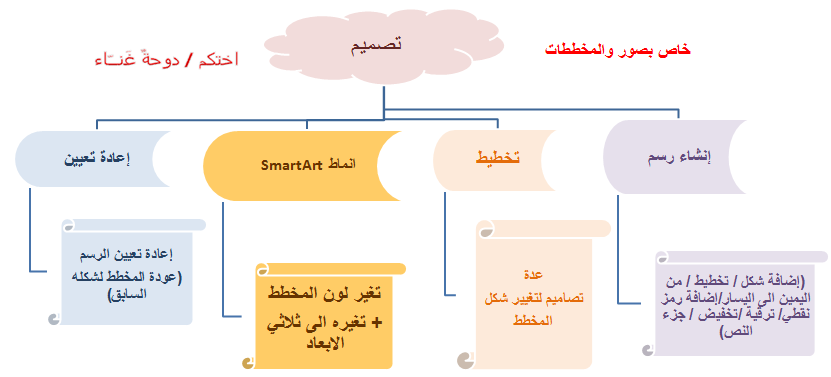 تصميم
خاص بصور والمخططات
اختكم / دوحةٌ غَنــَّاء
إنشاء رسم
تخطيط
انماط SmartArt
إعادة تعيين
(إضافة شكل / تخطيط / من
اليمين الى اليسار/إضافة رمز
نقطي/ ترقية /تخفيض / جزء
النص)
عدة
تصاميم لتغيير شكل
المخطط
تغير لون المخطط
+ تغيره الى ثلاثي
الابعاد
إعادة تعيين الرسم
(عودة المخطط لشكله
السابق)